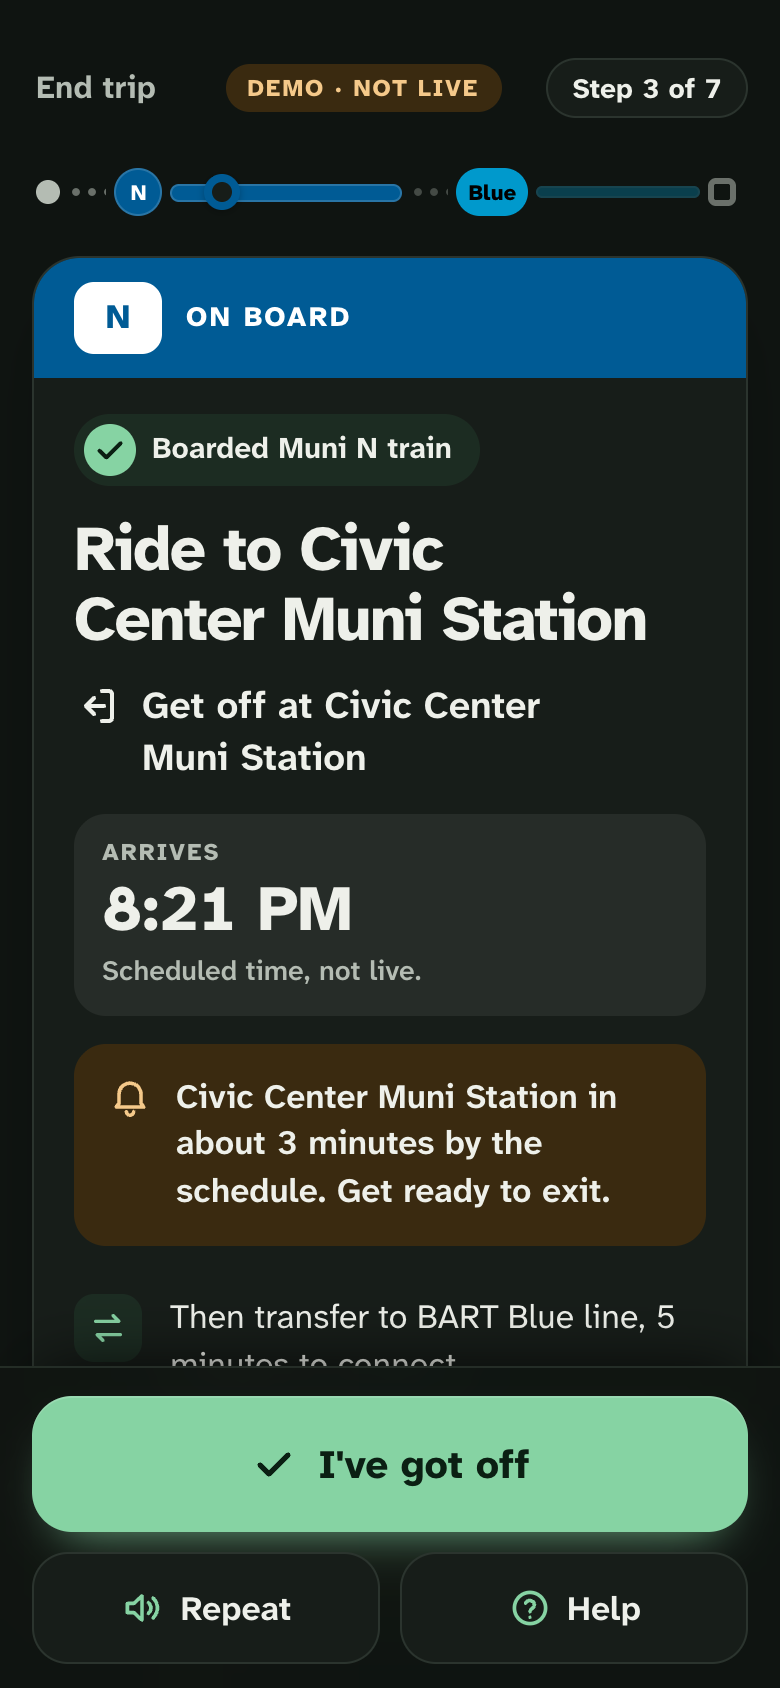 End trip
DEMO · NOT LIVE
Step 3 of 7
N
Blue
N
ON BOARD
Boarded Muni N train
Ride to Civic
Center Muni Station
Get off at Civic Center
Muni Station
ARRIVES
8:21 PM
Scheduled time, not live.
Civic Center Muni Station in
about 3 minutes by the
schedule. Get ready to exit.
Then transfer to BART Blue line, 5
minutes to connect
I've got off
Repeat
Help